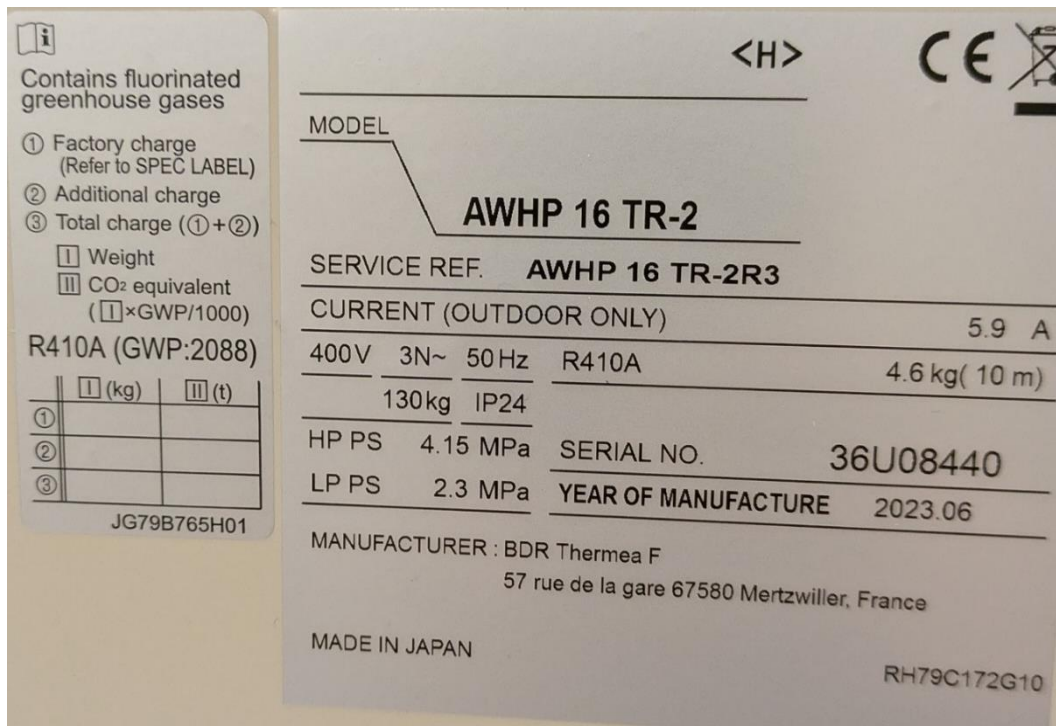 i
Contains fluorinated
greenhouse gases
① Factory charge
(Refer to SPEC LABEL)
② Additional charge
③ Total charge (①+②)
I Weight
II CO2 equivalent
(I×GWP/1000)
R410A (GWP:2088)
I (kg) II (t)
①
②
③
JG79B765H01
<H> CE
MODEL
AWHP 16 TR-2
SERVICE REF. AWHP 16 TR-2R3
CURRENT (OUTDOOR ONLY) 5.9 A
400V 3N~ 50Hz R410A 4.6 kg( 10 m)
130kg IP24
HP PS 4.15 MPa SERIAL NO. 36U08440
LP PS 2.3 MPa YEAR OF MANUFACTURE 2023.06
MANUFACTURER : BDR Thermea F
57 rue de la gare 67580 Mertzwiller, France
MADE IN JAPAN
RH79C172G10